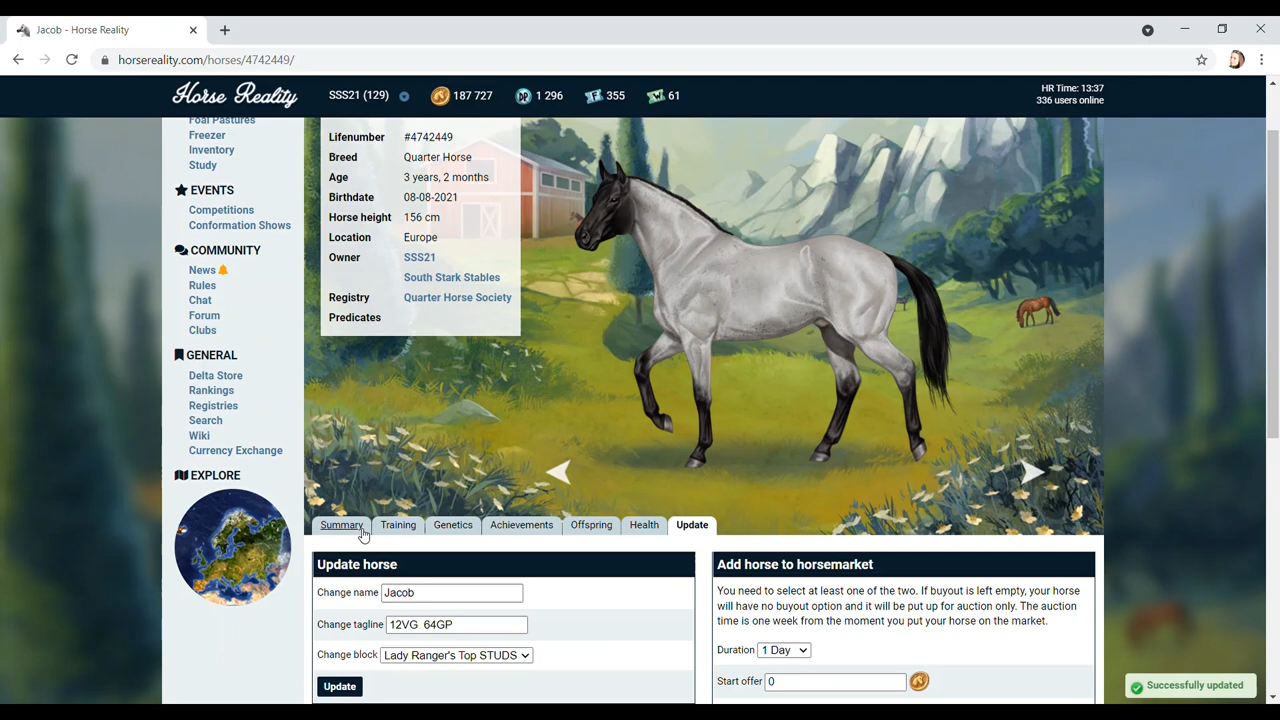 Jacob - Horse Reality
horsereality.com/horses/4742449/
Horse Reality
SSS21 (129)
187 727
DP 1 296
F 355
W 61
HR Time: 13:37
336 users online
Foal Pastures
Freezer
Inventory
Study
EVENTS
Competitions
Conformation Shows
COMMUNITY
News
Rules
Chat
Forum
Clubs
GENERAL
Delta Store
Rankings
Registries
Search
Wiki
Currency Exchange
EXPLORE
Lifenumber #4742449
Breed Quarter Horse
Age 3 years, 2 months
Birthdate 08-08-2021
Horse height 156 cm
Location Europe
Owner SSS21
South Stark Stables
Registry Quarter Horse Society
Predicates
Summary Training Genetics Achievements Offspring Health Update
Update horse
Change name Jacob
Change tagline 12VG 64GP
Change block Lady Ranger's Top STUDS
Update
Add horse to horsemarket
You need to select at least one of the two. If buyout is left empty, your horse
will have no buyout option and it will be put up for auction only. The auction
time is one week from the moment you put your horse on the market.
Duration 1 Day
Start offer 0
Successfully updated